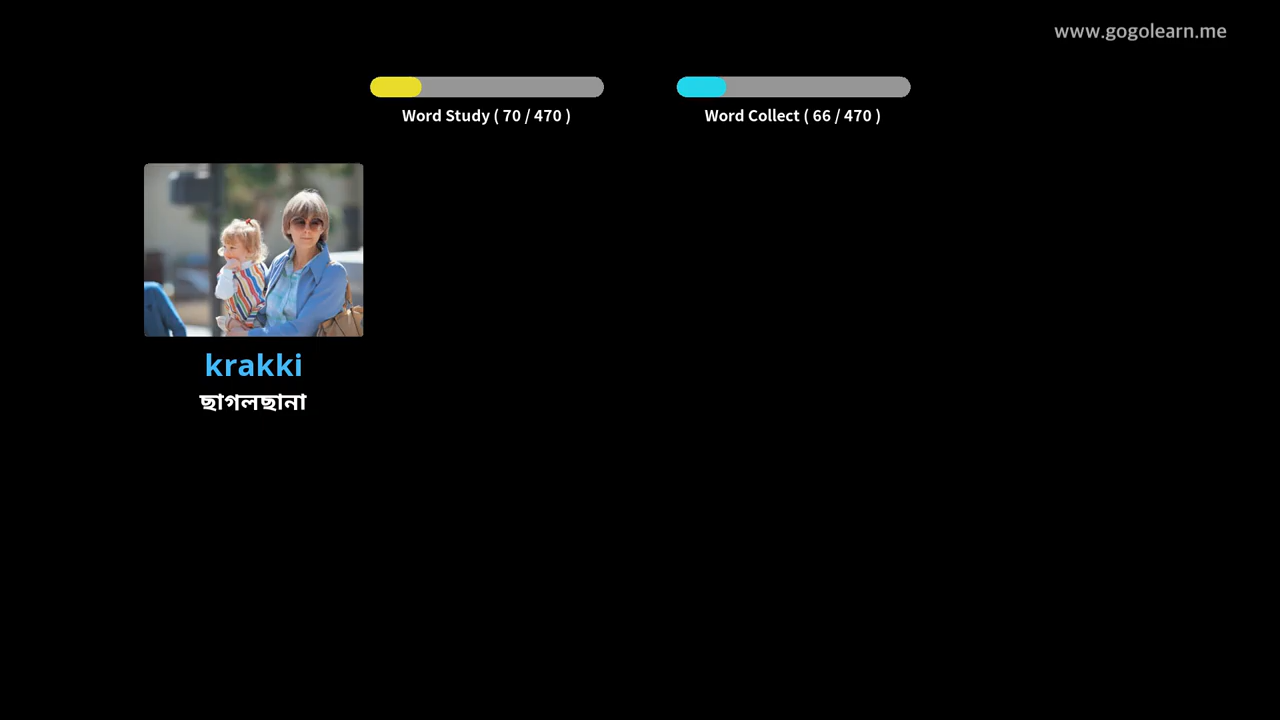 www.gogolearn.me
Word Study ( 70 / 470 )
Word Collect ( 66 / 470 )
krakki
ছাগলছানা